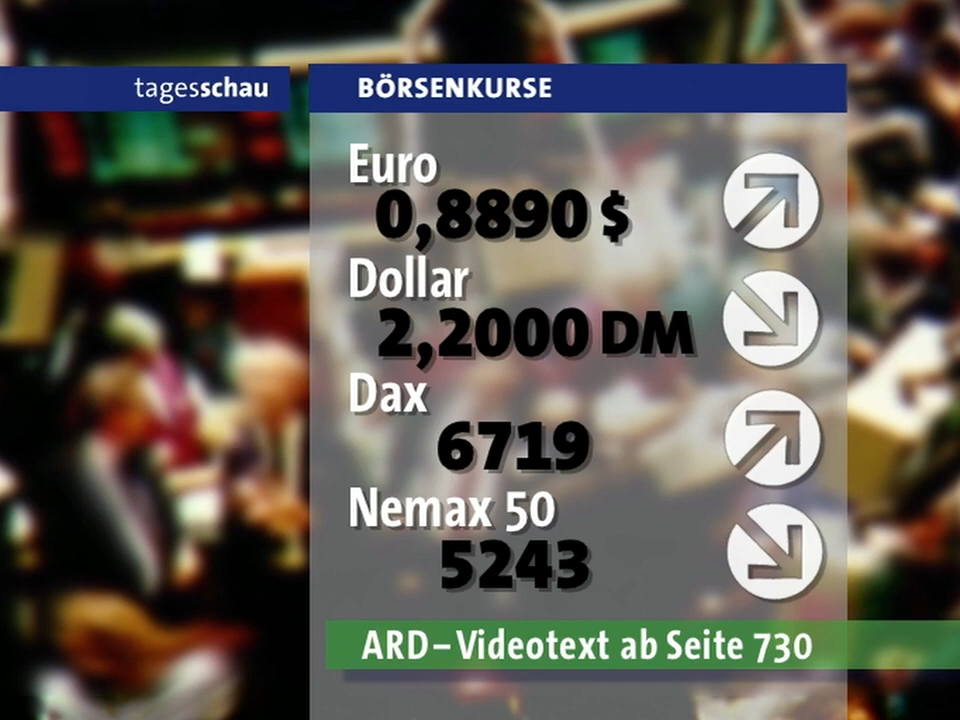 tagesschau
BÖRSENKURSE
Euro
0,8890 $
Dollar
2,2000 DM
Dax
6719
Nemax 50
5243
ARD–Videotext ab Seite 730